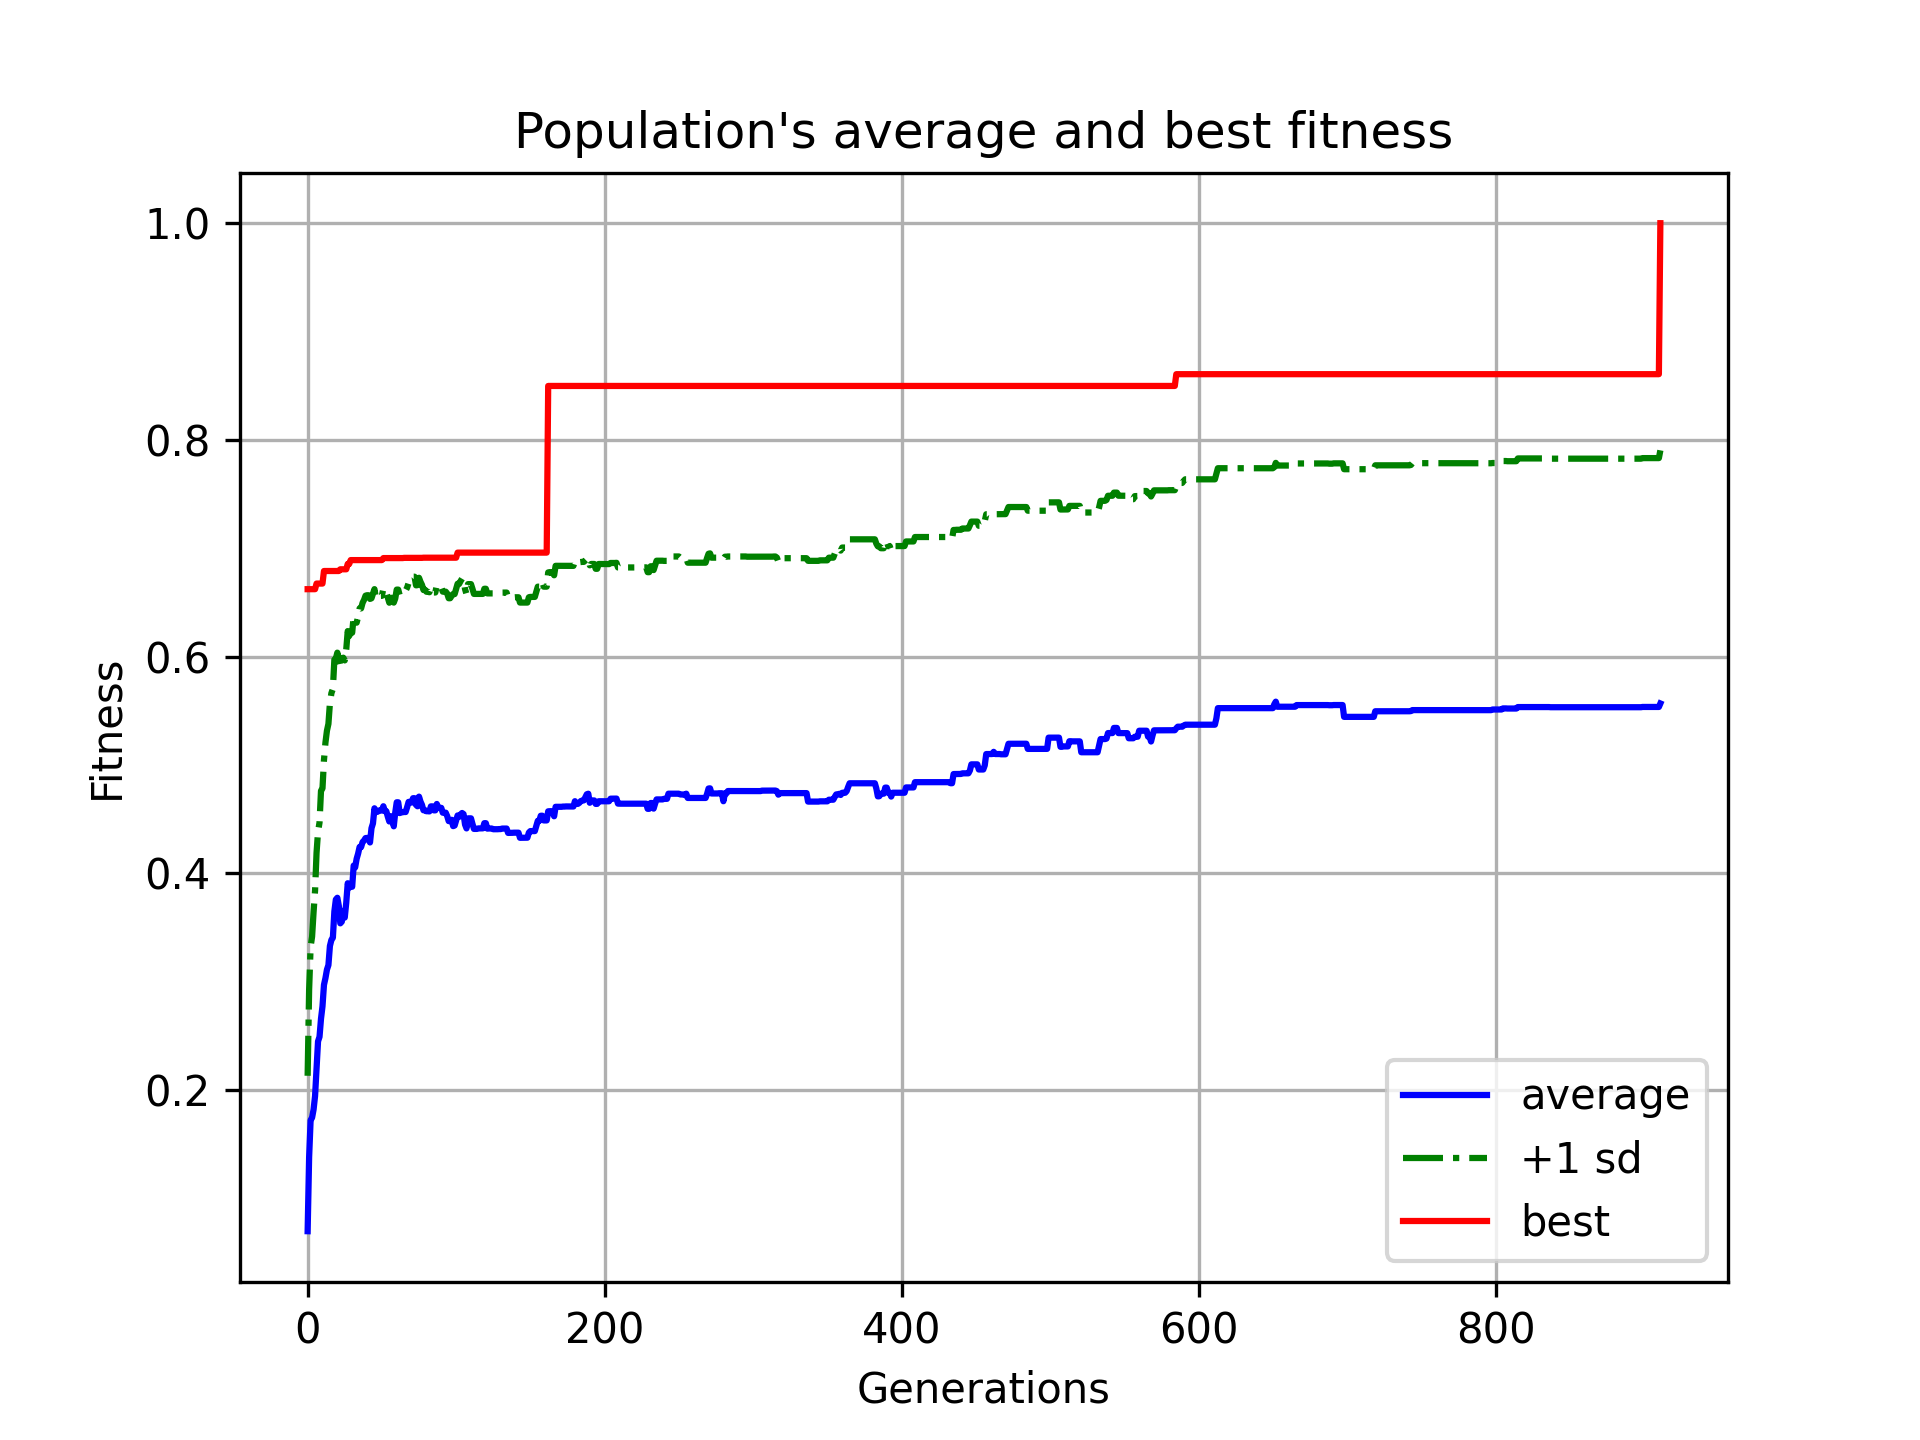 Population's average and best fitness
1.0
0.8
0.6
0.4
0.2
Fitness
0 200 400 600 800
Generations
average
+1 sd
best